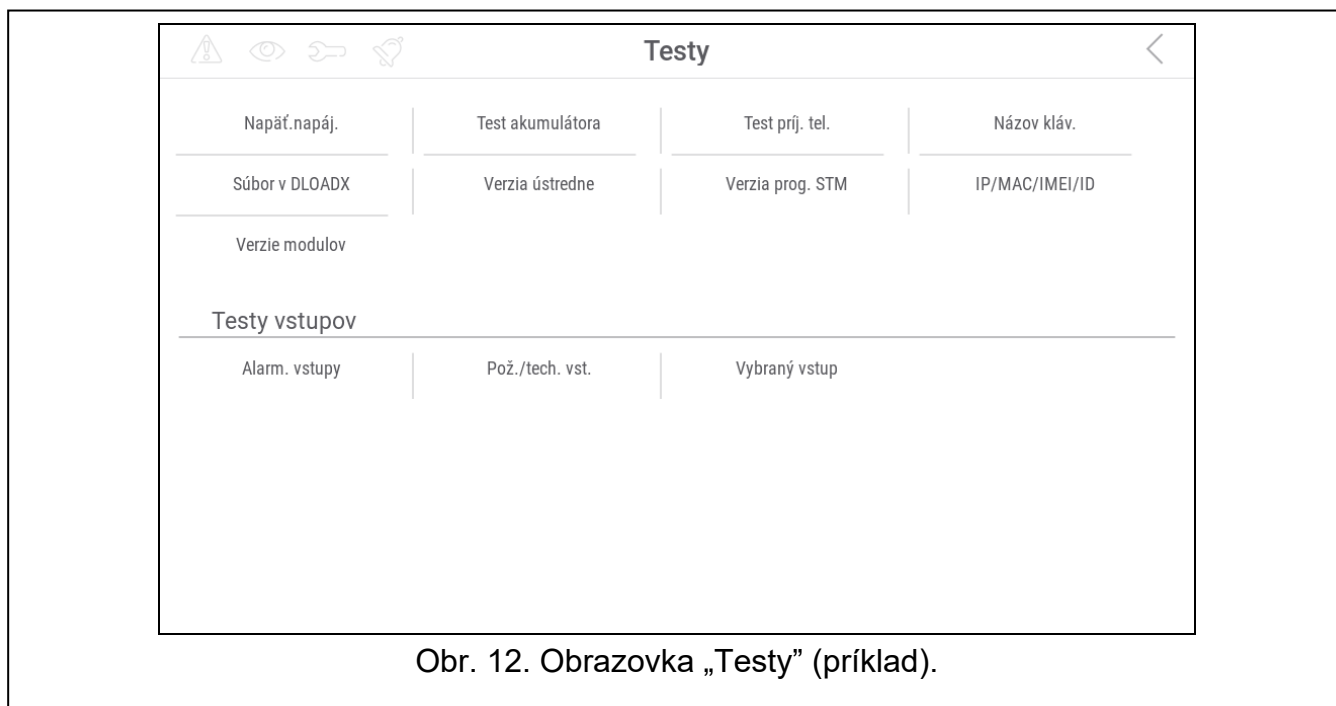 Testy
Napäť.napáj. Test akumulátora Test príj. tel. Názov kláv.
Súbor v DLOADX Verzia ústredne Verzia prog. STM IP/MAC/IMEI/ID
Verzie modulov
Testy vstupov
Alarm. vstupy Pož./tech. vst. Vybraný vstup
Obr. 12. Obrazovka „Testy” (príklad).